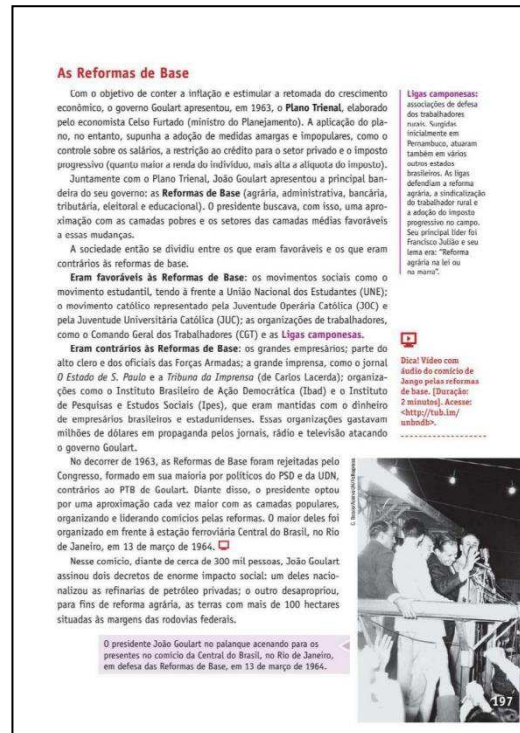 As Reformas de Base
Com o objetivo de conter a inflação e estimular a retomada do crescimento
econômico, o governo Goulart apresentou, em 1963, o Plano Trienal, elaborado
pelo economista Celso Furtado (ministro do Planejamento). A aplicação do pla-
no, no entanto, supunha a adoção de medidas amargas e impopulares, como o
controle sobre os salários, a restrição ao crédito para o setor privado e o imposto
progressivo (quanto maior a renda do indivíduo, mais alta a alíquota do imposto).
Juntamente com o Plano Trienal, João Goulart apresentou a principal ban-
deira do seu governo: as Reformas de Base (agrária, administrativa, bancária,
tributária, eleitoral e educacional). O presidente buscava, com isso, uma apro-
ximação com as camadas pobres e os setores das camadas médias favoráveis
a essas mudanças.
A sociedade então se dividiu entre os que eram favoráveis e os que eram
contrários às reformas de base.
Eram favoráveis às Reformas de Base: os movimentos sociais como o
movimento estudantil, tendo à frente a União Nacional dos Estudantes (UNE);
o movimento católico representado pela Juventude Operária Católica (JOC) e
pela Juventude Universitária Católica (JUC); as organizações de trabalhadores,
como o Comando Geral dos Trabalhadores (CGT) e as Ligas camponesas.
Eram contrários às Reformas de Base: os grandes empresários; parte do
alto clero e dos oficiais das Forças Armadas; a grande imprensa, como o jornal
O Estado de S. Paulo e a Tribuna da Imprensa (de Carlos Lacerda); organiza-
ções como o Instituto Brasileiro de Ação Democrática (Ibad) e o Instituto
de Pesquisas e Estudos Sociais (Ipes), que eram mantidas com o dinheiro
de empresários brasileiros e estadunidenses. Essas organizações gastavam
milhões de dólares em propaganda pelos jornais, rádio e televisão atacando
o governo Goulart.
No decorrer de 1963, as Reformas de Base foram rejeitadas pelo
Congresso, formado em sua maioria por políticos do PSD e da UDN,
contrários ao PTB de Goulart. Diante disso, o presidente optou
por uma aproximação cada vez maior com as camadas populares,
organizando e liderando comícios pelas reformas. O maior deles foi
organizado em frente à estação ferroviária Central do Brasil, no Rio
de Janeiro, em 13 de março de 1964.
Nesse comício, diante de cerca de 300 mil pessoas, João Goulart
assinou dois decretos de enorme impacto social: um deles nacio-
nalizou as refinarias de petróleo privadas; o outro desapropriou,
para fins de reforma agrária, as terras com mais de 100 hectares
situadas às margens das rodovias federais.
O presidente João Goulart no palanque acenando para os
presentes no comício da Central do Brasil, no Rio de Janeiro,
em defesa das Reformas de Base, em 13 de março de 1964.
Ligas camponesas:
associações de defesa
dos trabalhadores
rurais. Surgidas
inicialmente em
Pernambuco, atuaram
também em vários
outros estados
brasileiros. As ligas
defendiam a reforma
agrária, a sindicalização
do trabalhador rural e
a adoção do imposto
progressivo no campo.
Seu principal líder foi
Francisco Julião e seu
lema era: "Reforma
agrária na lei ou
na marra".
Dica! Vídeo com
áudio do comício de
Jango pelas reformas
de base. [Duração:
2 minutos]. Acesse:
<http://tub.im/
unbndb>.
197